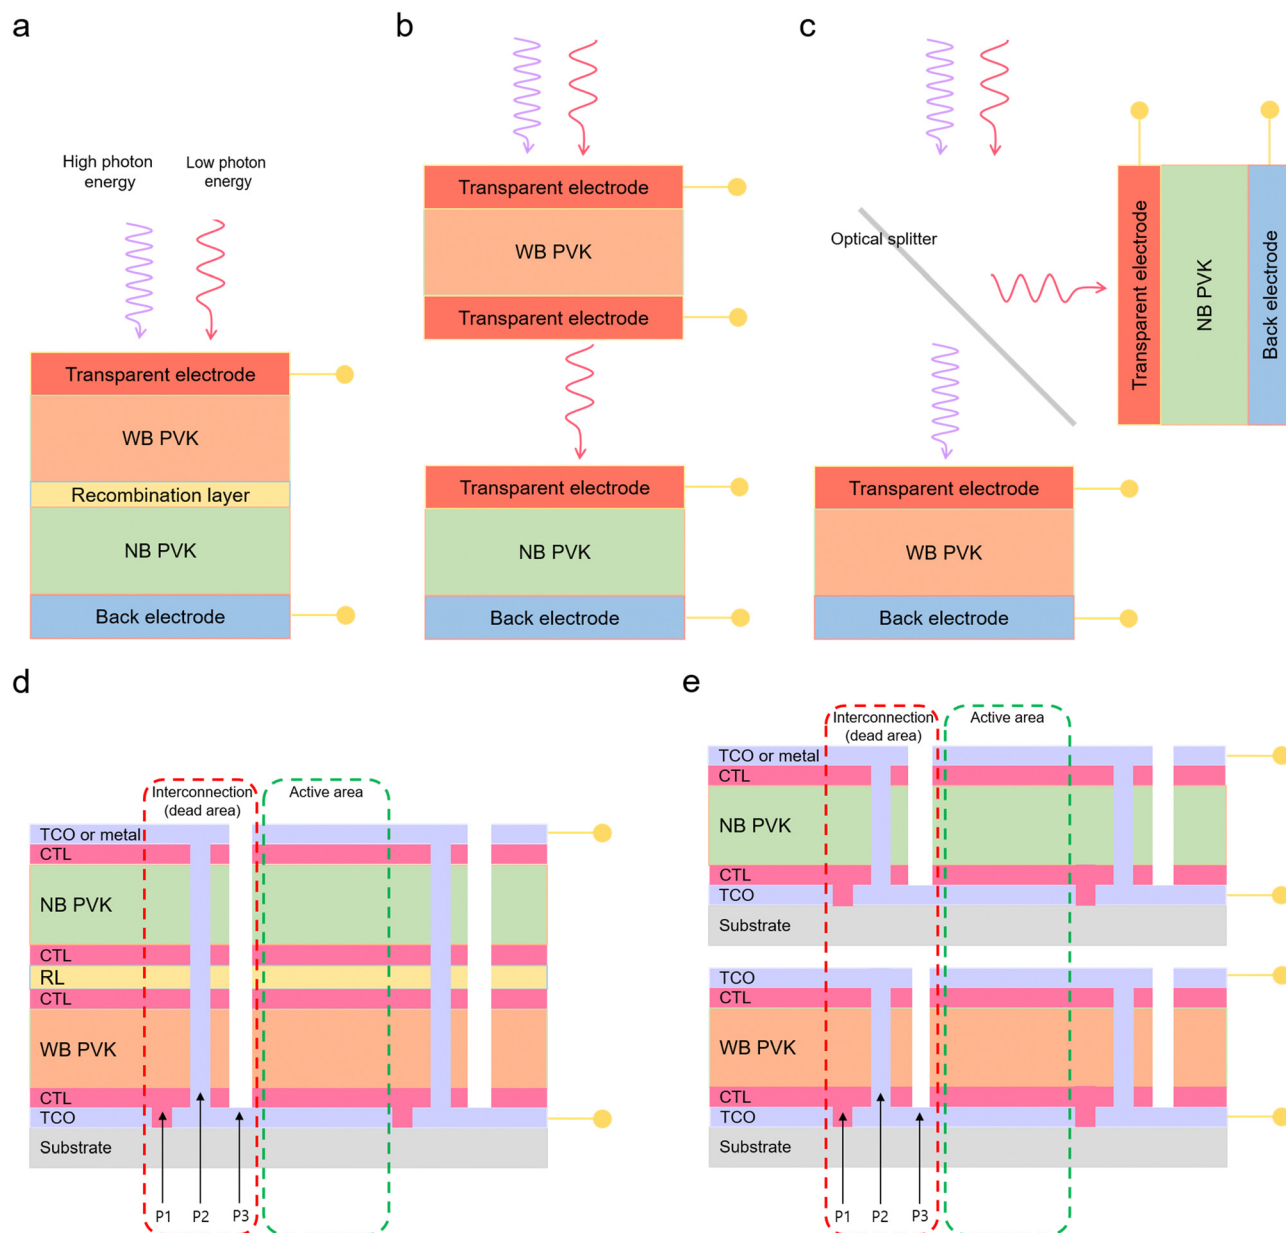 a
High photon
energy
Low photon
energy
Transparent electrode
WB PVK
Recombination layer
NB PVK
Back electrode
b
Transparent electrode
WB PVK
Transparent electrode
Transparent electrode
NB PVK
Back electrode
c
Optical splitter
Transparent electrode
NB PVK
Back electrode
Transparent electrode
WB PVK
Back electrode
d
Interconnection
(dead area)
Active area
TCO or metal
CTL
NB PVK
CTL
RL
CTL
WB PVK
CTL
TCO
Substrate
P1 P2 P3
e
Interconnection
(dead area)
Active area
TCO or metal
CTL
NB PVK
CTL
TCO
Substrate
TCO
CTL
WB PVK
CTL
TCO
Substrate
P1 P2 P3